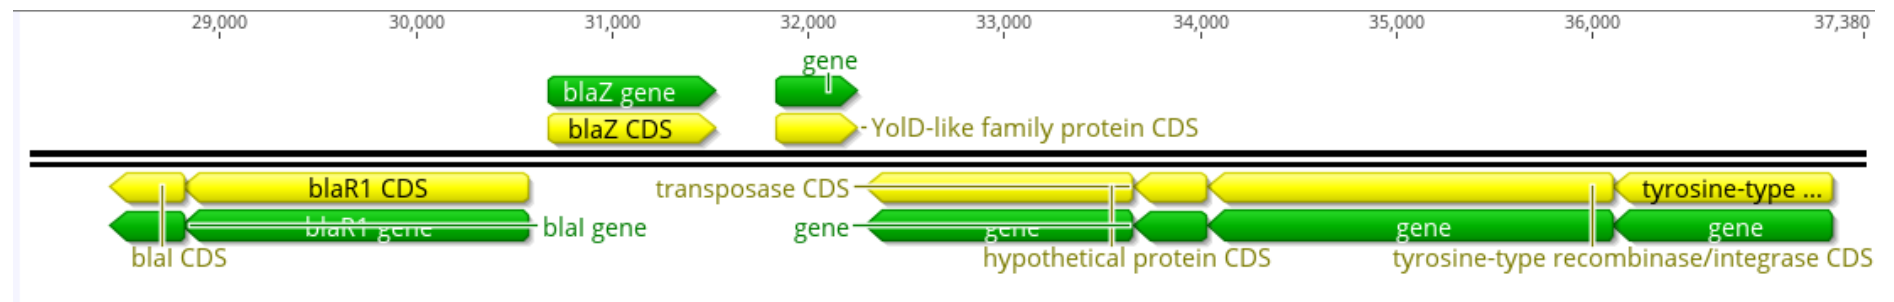 29,000 30,000 31,000 32,000 33,000 34,000 35,000 36,000 37,380
gene
blaZ gene
blaZ CDS YolD-like family protein CDS
blaR1 CDS transposase CDS tyrosine-type ...
blaR1 gene blaI gene gene gene gene gene
blaI CDS hypothetical protein CDS tyrosine-type recombinase/integrase CDS